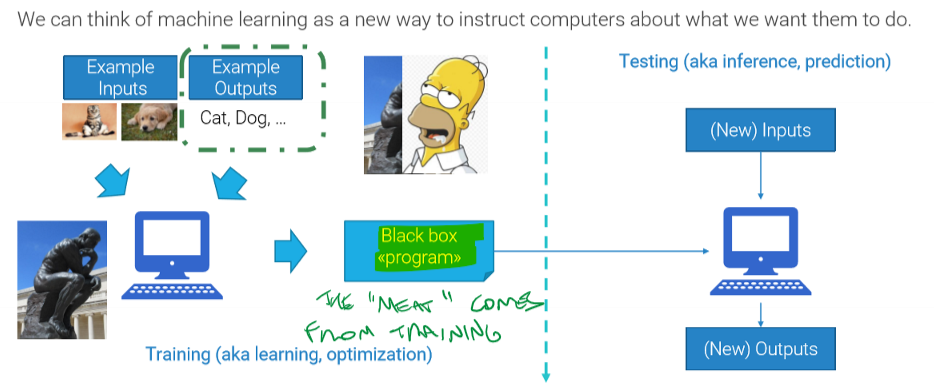 We can think of machine learning as a new way to instruct computers about what we want them to do.
Example
Inputs
Example
Outputs
Cat, Dog, ...
Black box
«program»
THE "MEAT" COMES
FROM TRAINING
Training (aka learning, optimization)
Testing (aka inference, prediction)
(New) Inputs
(New) Outputs